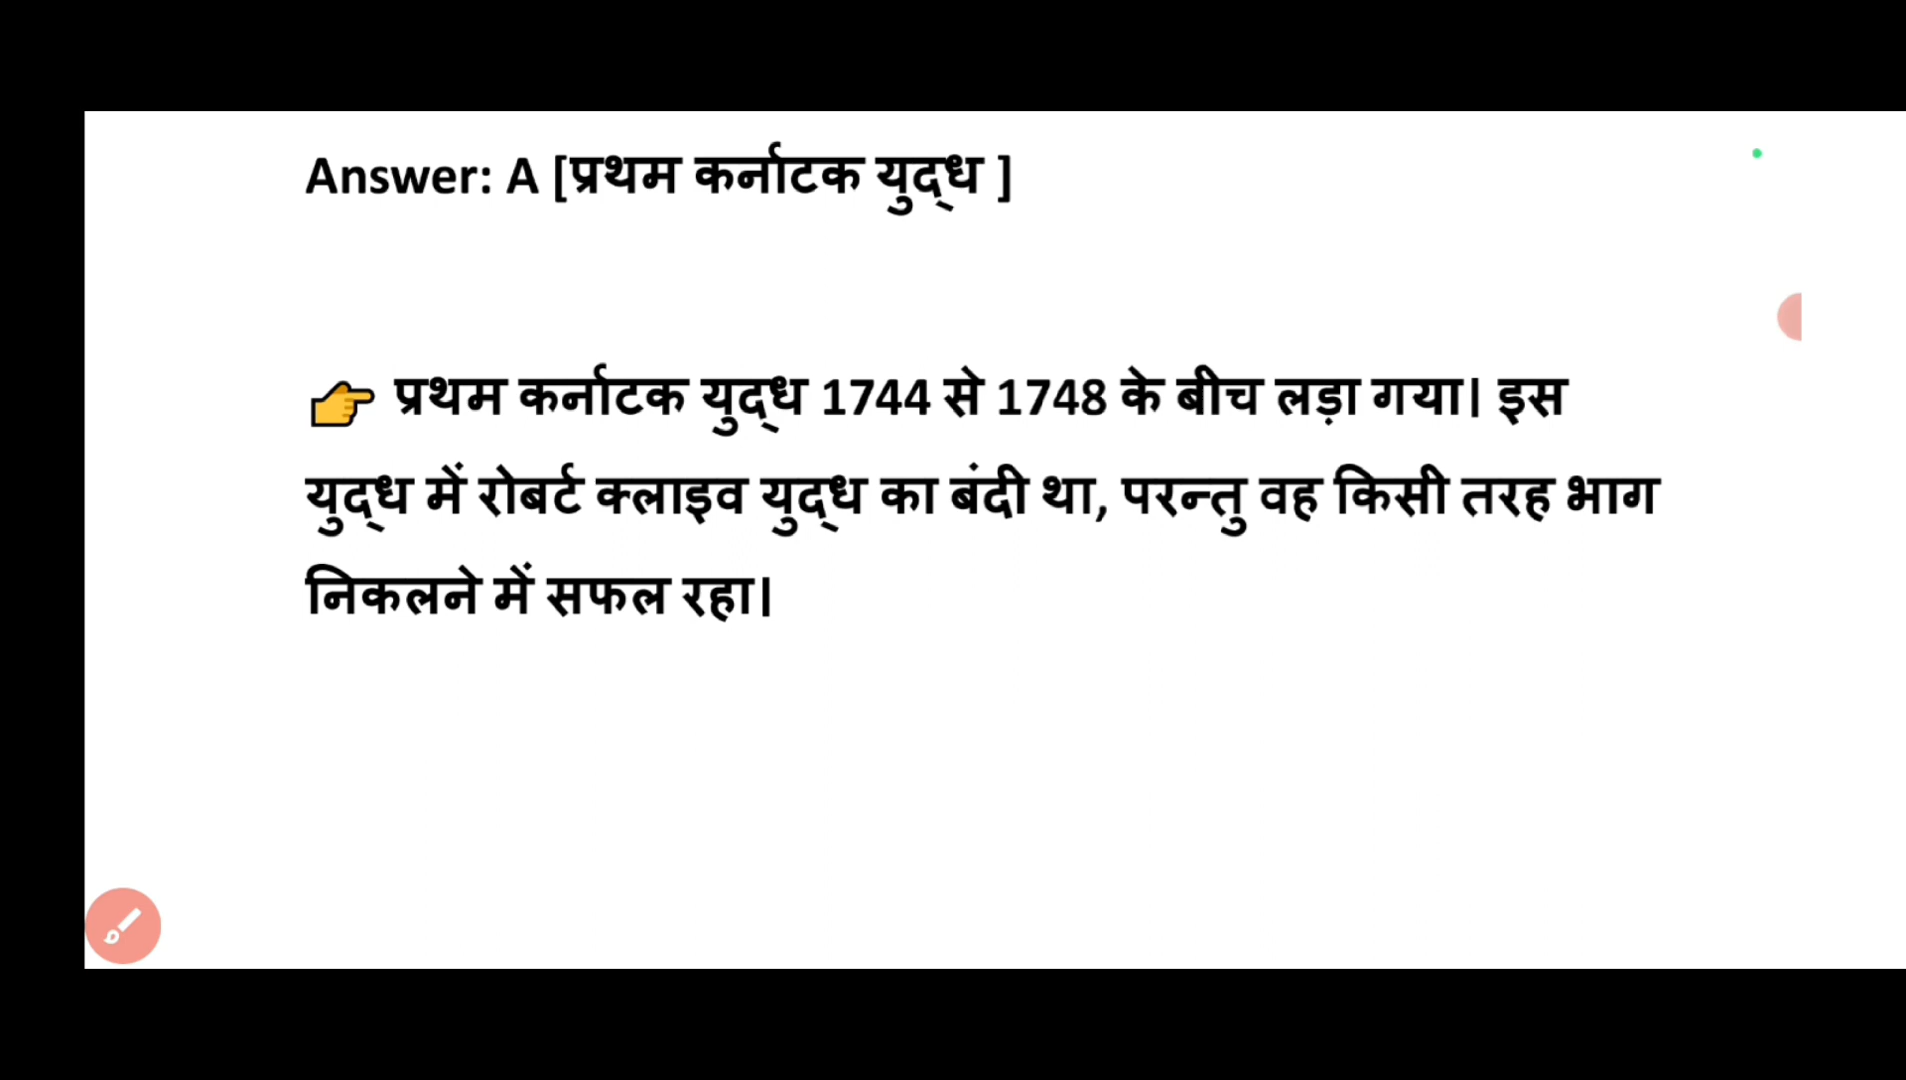 Answer: A [प्रथम कर्नाटक युद्ध ]
👉 प्रथम कर्नाटक युद्ध 1744 से 1748 के बीच लड़ा गया। इस
युद्ध में रोबर्ट क्लाइव युद्ध का बंदी था, परन्तु वह किसी तरह भाग
निकलने में सफल रहा।